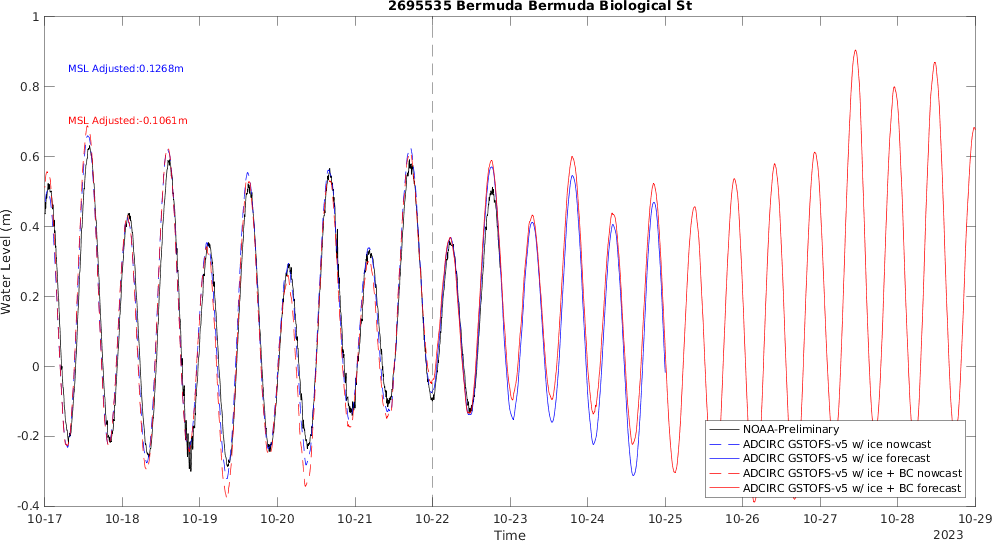 2695535 Bermuda Bermuda Biological St
MSL Adjusted:0.1268m
MSL Adjusted:-0.1061m
Water Level (m)
1
0.8
0.6
0.4
0.2
0
-0.2
-0.4
NOAA-Preliminary
ADCIRC GSTOFS-v5 w/ ice nowcast
ADCIRC GSTOFS-v5 w/ ice forecast
ADCIRC GSTOFS-v5 w/ ice + BC nowcast
ADCIRC GSTOFS-v5 w/ ice + BC forecast
10-17 10-18 10-19 10-20 10-21 10-22 10-23 10-24 10-25 10-26 10-27 10-28 10-29
Time
2023